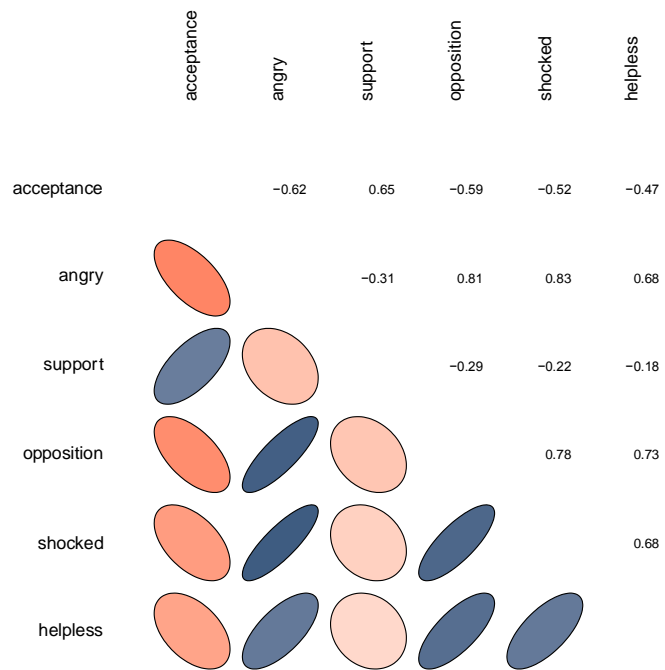 acceptance angry support opposition shocked helpless
acceptance −0.62 0.65 −0.59 −0.52 −0.47
angry −0.31 0.81 0.83 0.68
support −0.29 −0.22 −0.18
opposition 0.78 0.73
shocked 0.68
helpless